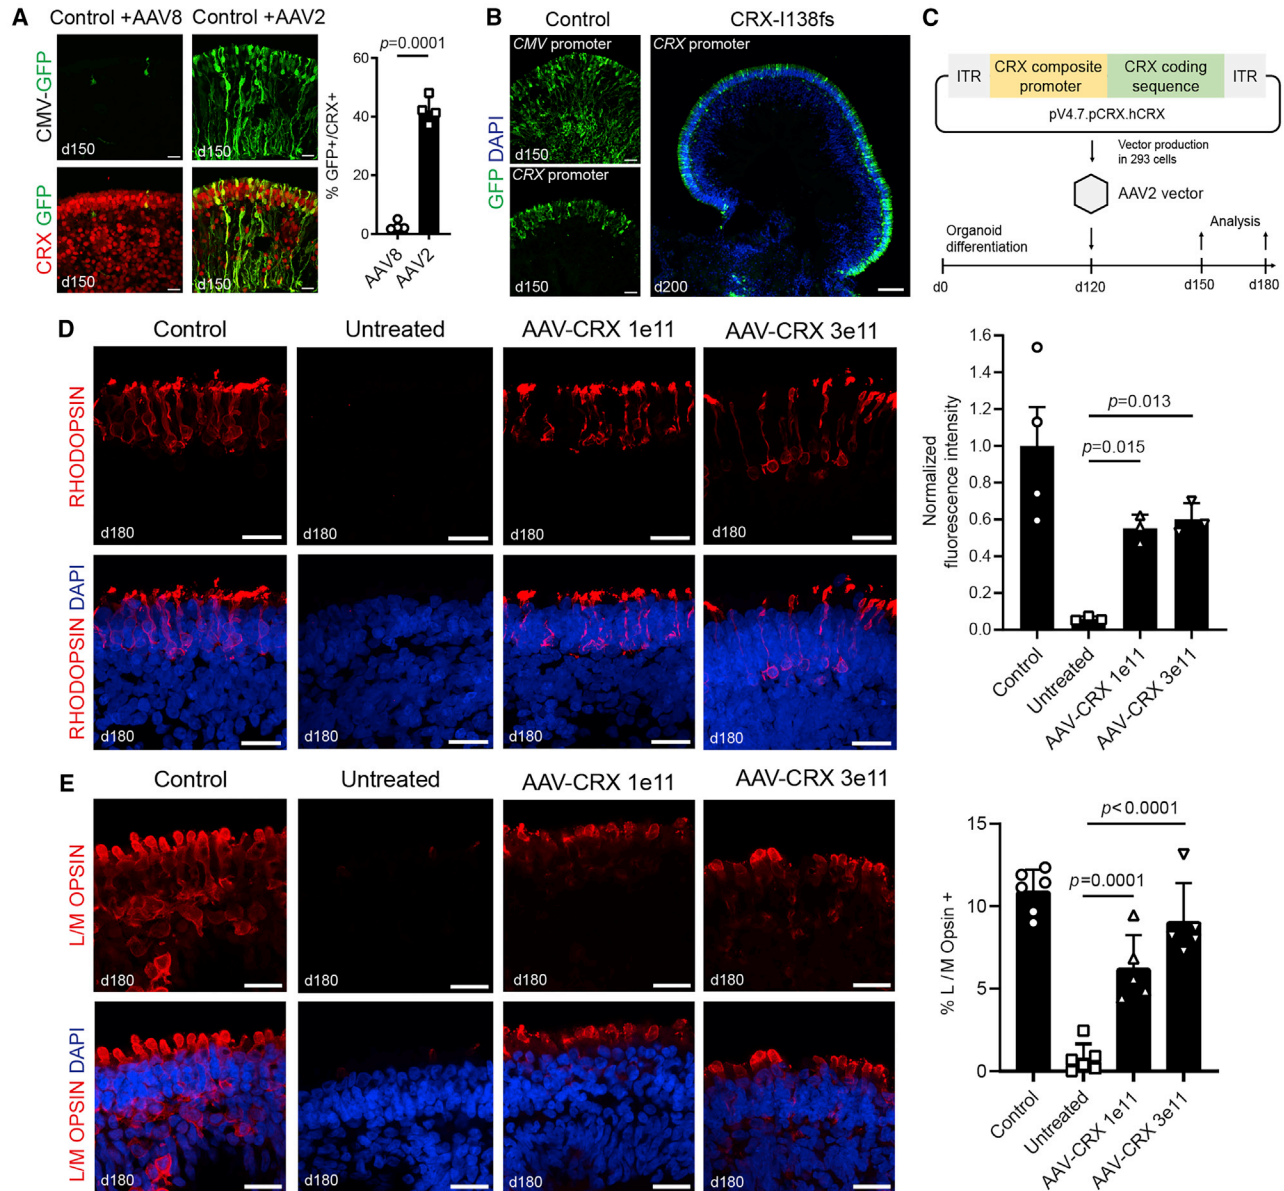 A
Control +AAV8
Control +AAV2
CMV-GFP
d150
d150
CRX GFP
d150
d150
p=0.0001
% GFP+/CRX+
60
40
20
0
AAV8
AAV2
B
Control
CRX-I138fs
GFP DAPI
CMV promoter
d150
CRX promoter
d150
CRX promoter
d200
C
ITR
CRX composite
promoter
CRX coding
sequence
ITR
pV4.7.pCRX.hCRX
Vector production
in 293 cells
AAV2 vector
Organoid
differentiation
Analysis
d0
d120
d150
d180
D
Control
Untreated
AAV-CRX 1e11
AAV-CRX 3e11
RHODOPSIN
d180
d180
d180
d180
RHODOPSIN DAPI
d180
d180
d180
d180
Normalized
fluorescence intensity
1.6
1.4
1.2
1.0
0.8
0.6
0.4
0.2
0.0
p=0.013
p=0.015
Control
Untreated
AAV-CRX 1e11
AAV-CRX 3e11
E
Control
Untreated
AAV-CRX 1e11
AAV-CRX 3e11
L/M OPSIN
d180
d180
d180
d180
L/M OPSIN DAPI
d180
d180
d180
d180
% L / M Opsin +
15
10
5
0
p<0.0001
p=0.0001
Control
Untreated
AAV-CRX 1e11
AAV-CRX 3e11